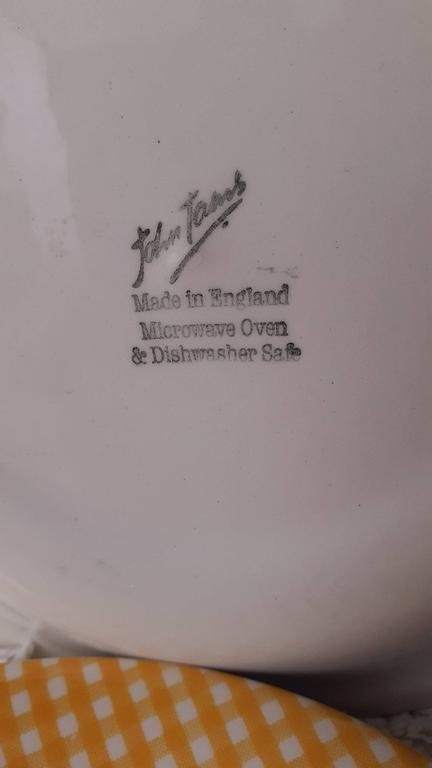 John Tams
Made in England
Microwave Oven
& Dishwasher Safe